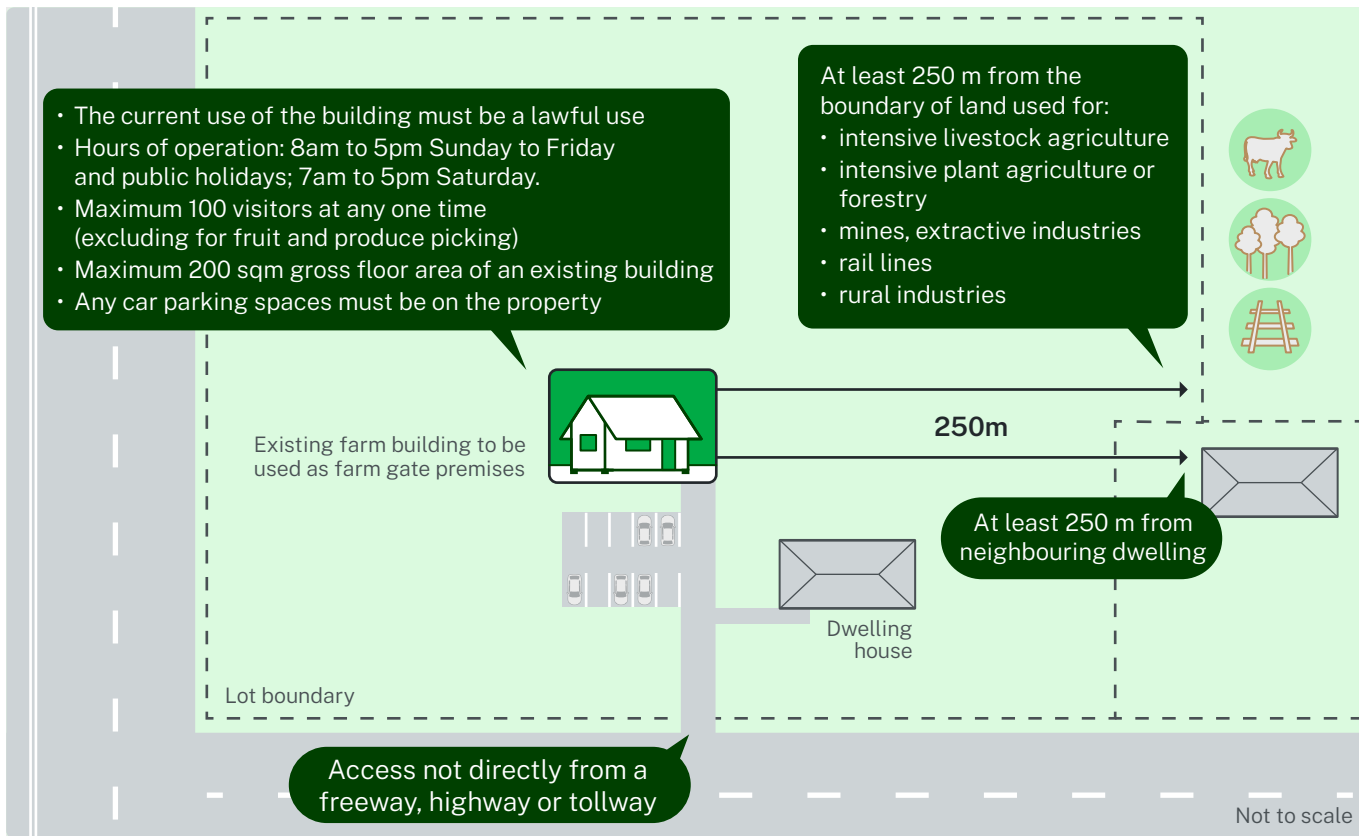 • The current use of the building must be a lawful use
• Hours of operation: 8am to 5pm Sunday to Friday
and public holidays; 7am to 5pm Saturday.
• Maximum 100 visitors at any one time
(excluding for fruit and produce picking)
• Maximum 200 sqm gross floor area of an existing building
• Any car parking spaces must be on the property
At least 250 m from the
boundary of land used for:
• intensive livestock agriculture
• intensive plant agriculture or
forestry
• mines, extractive industries
• rail lines
• rural industries
Existing farm building to be
used as farm gate premises
250m
At least 250 m from
neighbouring dwelling
Dwelling
house
Lot boundary
Access not directly from a
freeway, highway or tollway
Not to scale